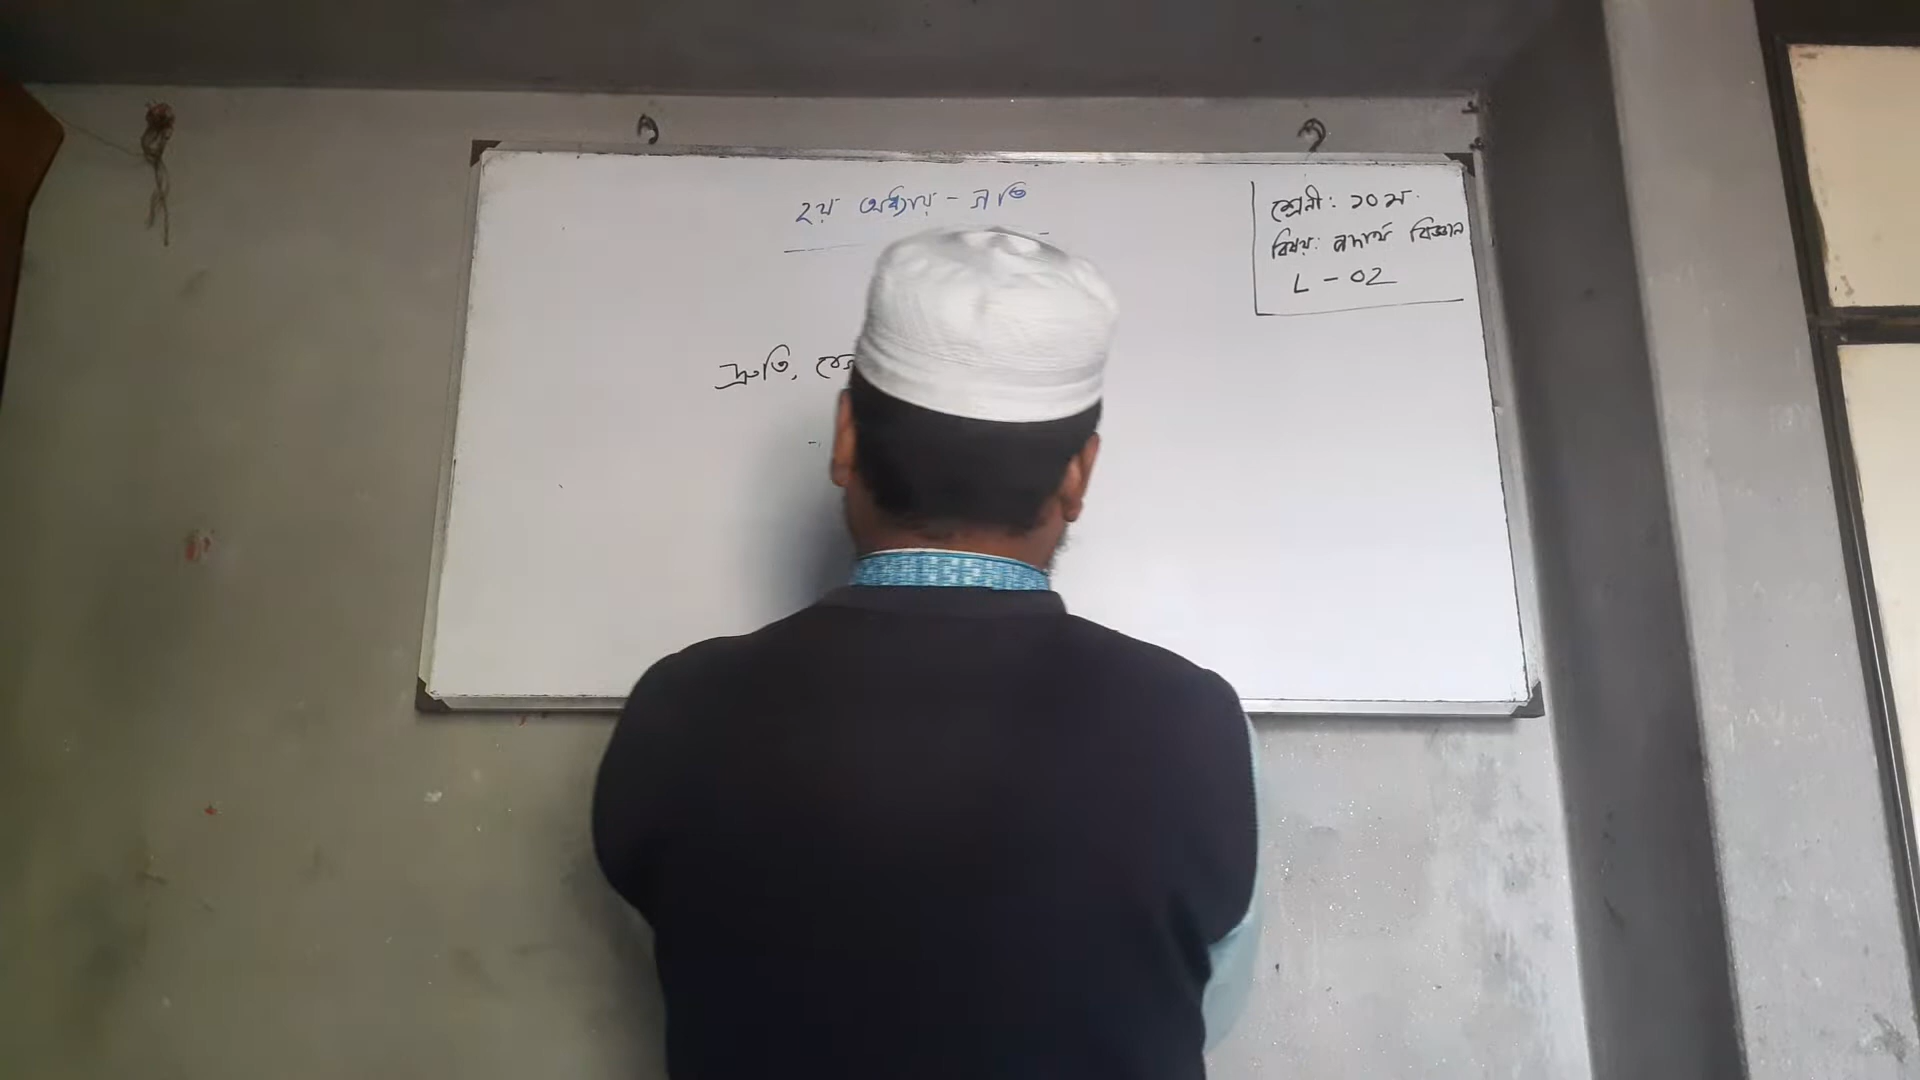 ২য় অধ্যায় - গতি
শ্রেনী: ১০ম.
বিষয়: পদার্থ বিজ্ঞান
L - 02
দ্রুতি,